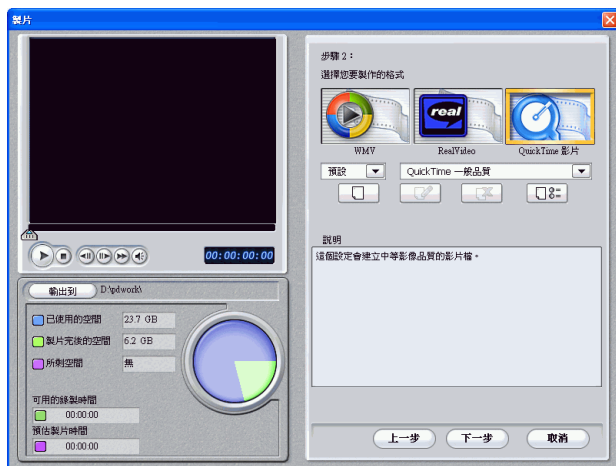 製片
步驟 2：
選擇您要製作的格式
real
WMV
RealVideo
QuickTime 影片
預設
QuickTime 一般品質
00:00:00:00
說明
這個設定會建立中等影像品質的影片檔。
輸出到
D:\pdwork\
已使用的空間 23.7 GB
製片完後的空間 6.2 GB
所剩空間 無
可用的錄製時間
00:00:00
預估製片時間
00:00:00
上一步
下一步
取消